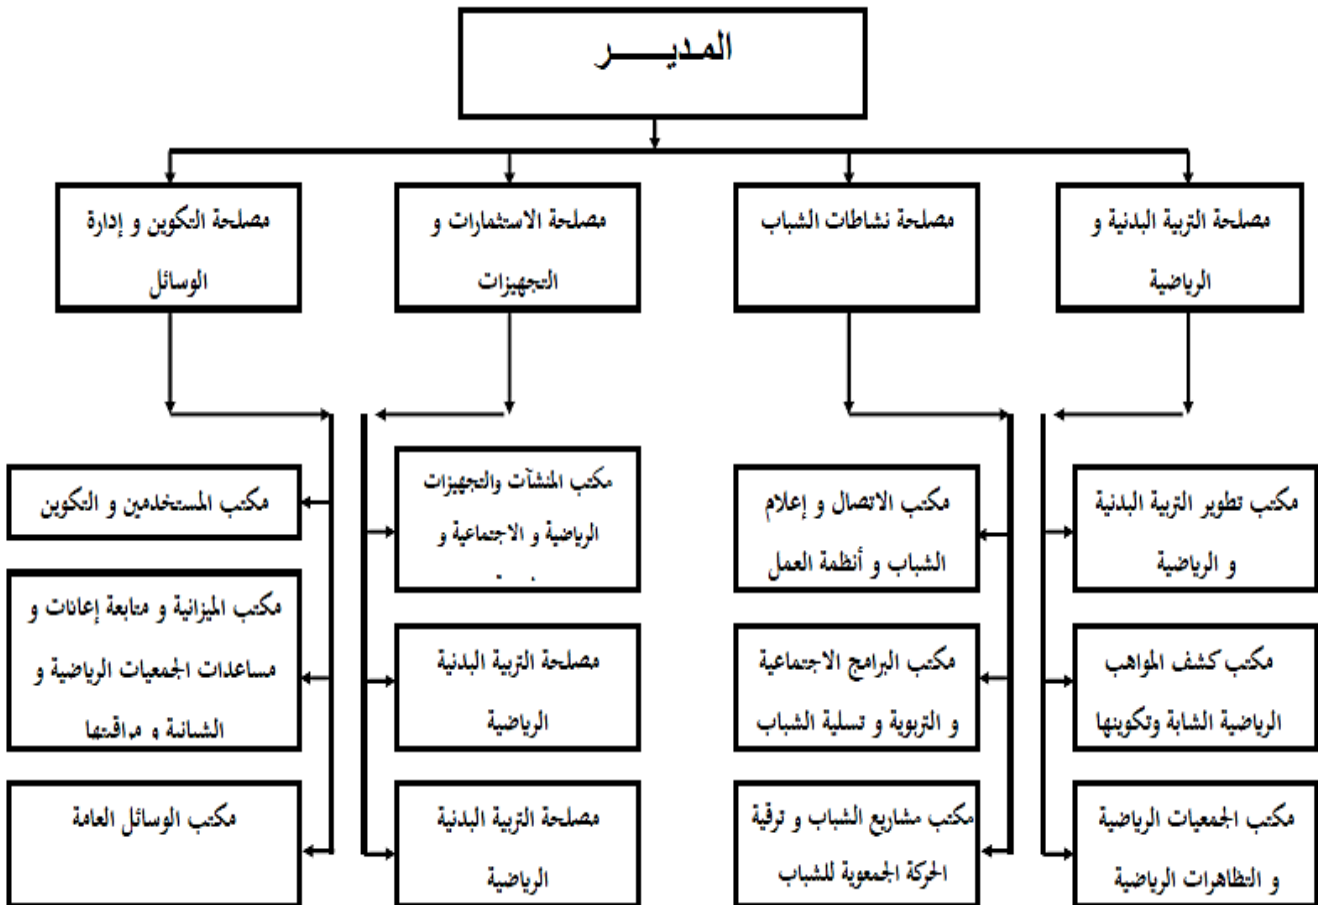 المديــــــر
مصلحة التربية البدنية و
الرياضية
مصلحة نشاطات الشباب
مصلحة الاستثمارات و
التجهيزات
مصلحة التكوين و إدارة
الوسائل
مكتب تطوير التربية البدنية
و الرياضية
مكتب كشف المواهب
الرياضية الشابة وتكوينها
مكتب الجمعيات الرياضية
و التظاهرات الرياضية
مكتب الاتصال و إعلام
الشباب و أنظمة العمل
مكتب البرامج الاجتماعية
و التربوية و تسلية الشباب
مكتب مشاريع الشباب و ترقية
الحركة الجمعوية للشباب
مكتب المنشآت والتجهيزات
الرياضية و الاجتماعية و
مصلحة التربية البدنية
الرياضية
مصلحة التربية البدنية
الرياضية
مكتب المستخدمين و التكوين
مكتب الميزانية و متابعة إعانات و
مساعدات الجمعيات الرياضية و
الشبانية و مراقبتها
مكتب الوسائل العامة